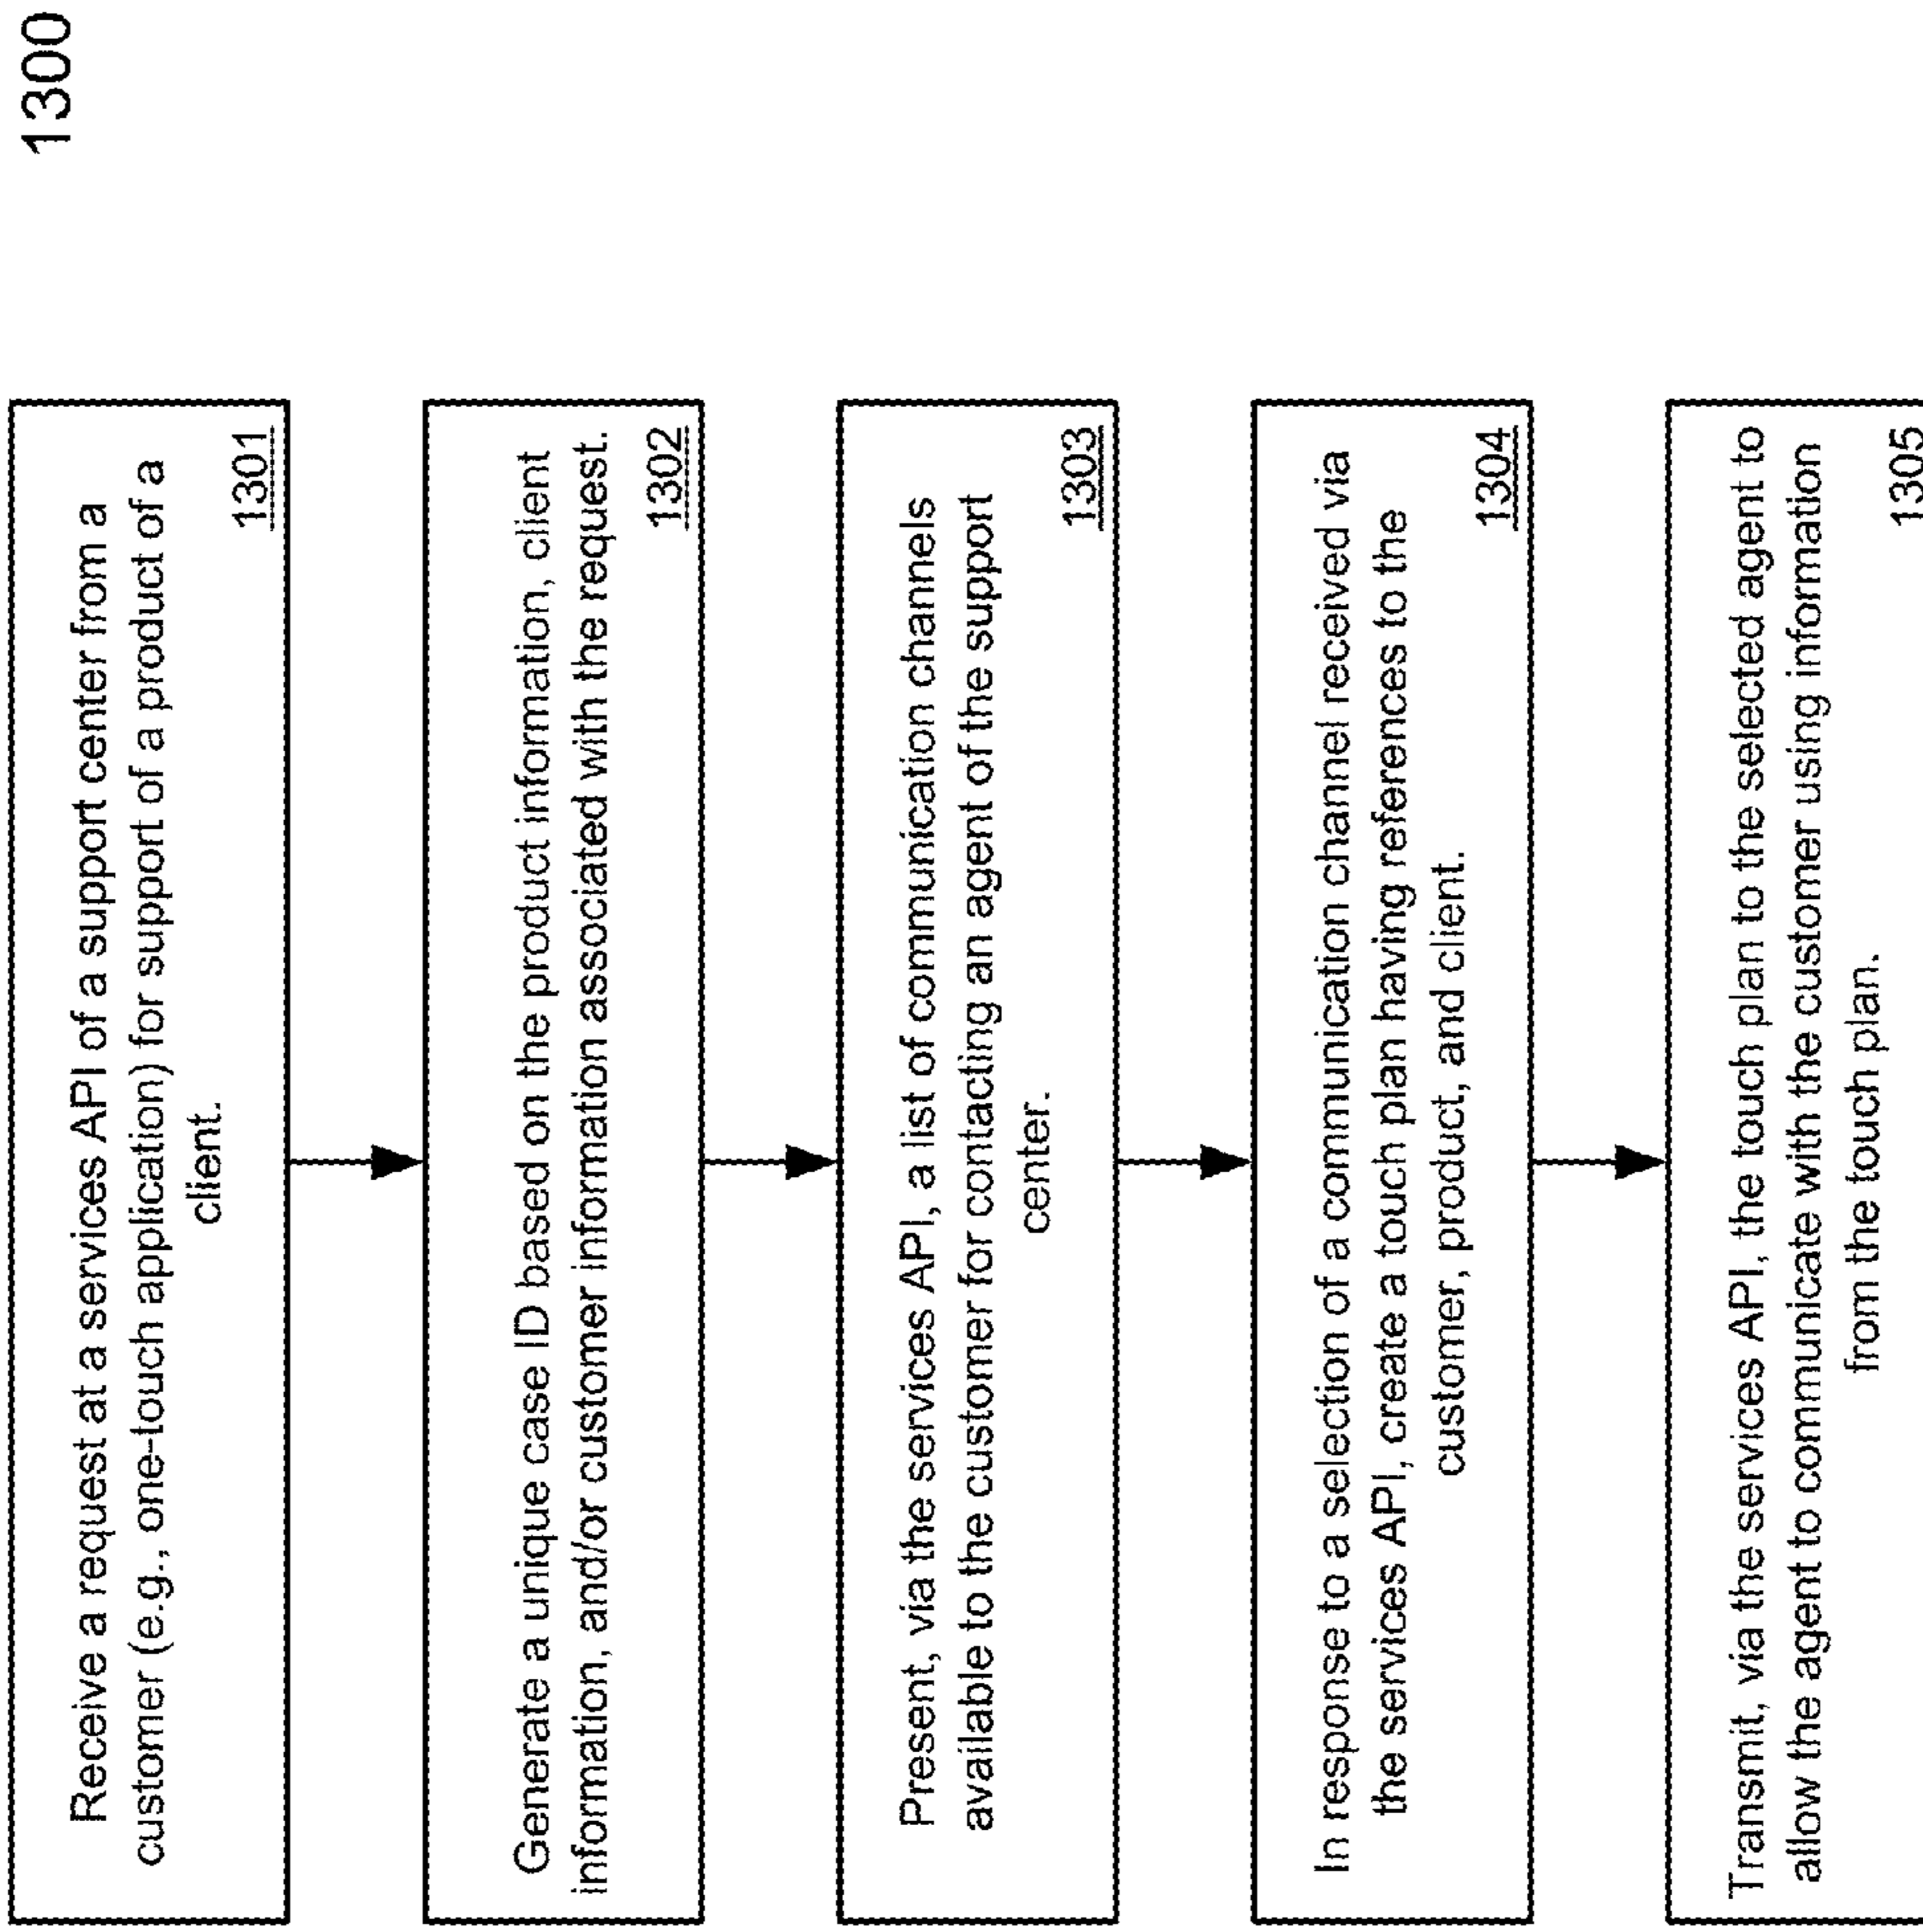 1300
Receive a request at a services API of a support center from a
customer (e.g., one-touch application) for support of a product of a
client.
1301
Generate a unique case ID based on the product information, client
information, and/or customer information associated with the request.
1302
Present, via the services API, a list of communication channels
available to the customer for contacting an agent of the support
center.
1303
In response to a selection of a communication channel received via
the services API, create a touch plan having references to the
customer, product, and client.
1304
Transmit, via the services API, the touch plan to the selected agent to
allow the agent to communicate with the customer using information
from the touch plan.
1305